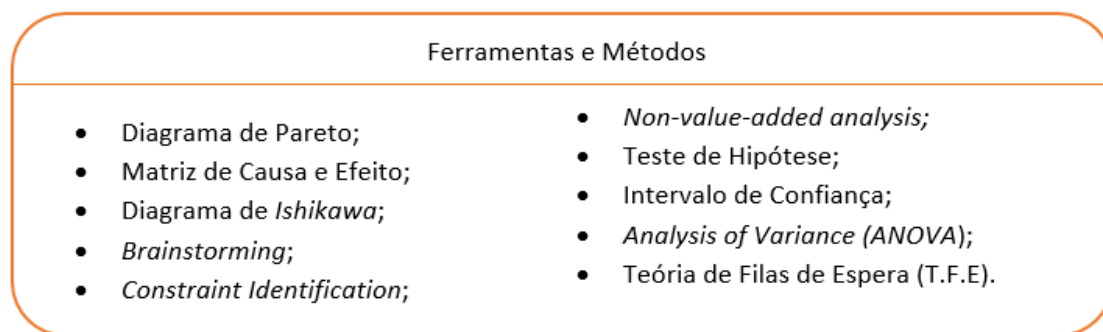 Ferramentas e Métodos
• Diagrama de Pareto;
• Matriz de Causa e Efeito;
• Diagrama de Ishikawa;
• Brainstorming;
• Constraint Identification;
• Non-value-added analysis;
• Teste de Hipótese;
• Intervalo de Confiança;
• Analysis of Variance (ANOVA);
• Teória de Filas de Espera (T.F.E).